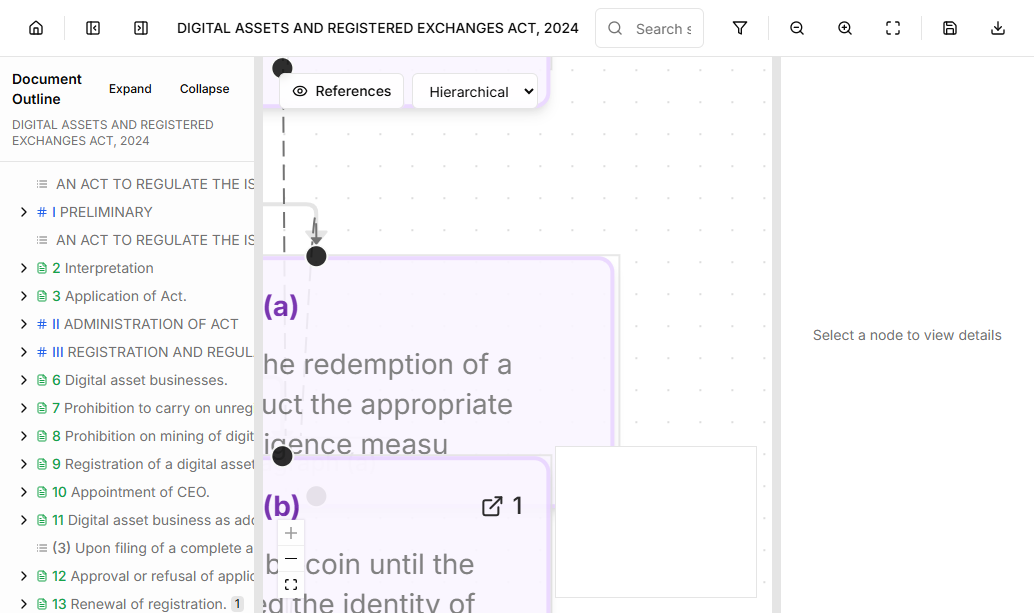 DIGITAL ASSETS AND REGISTERED EXCHANGES ACT, 2024
Search s
Document Outline
Expand
Collapse
DIGITAL ASSETS AND REGISTERED
EXCHANGES ACT, 2024
AN ACT TO REGULATE THE IS
# I PRELIMINARY
AN ACT TO REGULATE THE IS
2 Interpretation
3 Application of Act.
# II ADMINISTRATION OF ACT
# III REGISTRATION AND REGUL
6 Digital asset businesses.
7 Prohibition to carry on unreg
8 Prohibition on mining of digit
9 Registration of a digital asset
10 Appointment of CEO.
11 Digital asset business as add
(3) Upon filing of a complete a
12 Approval or refusal of applic
13 Renewal of registration. 1
References
Hierarchical
(a)
he redemption of a
uct the appropriate
igence measu
(b)
1
b coin until the
ed the identity of
Select a node to view details